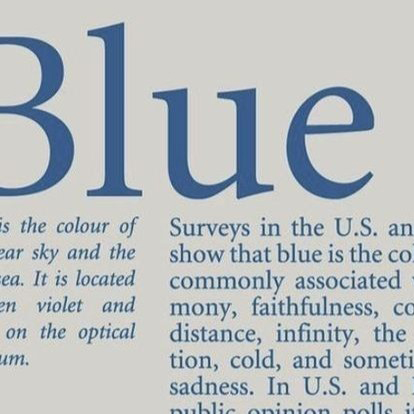 Blue
is the colour of
ear sky and the
sea. It is located
en violet and
on the optical
um.
Surveys in the U.S. an
show that blue is the co
commonly associated
mony, faithfulness, co
distance, infinity, the
tion, cold, and someti
sadness. In U.S. and
public opinion polls i